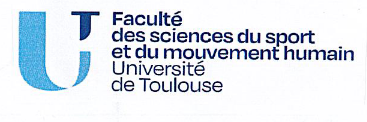 Faculté
des sciences du sport
et du mouvement humain
Université
de Toulouse